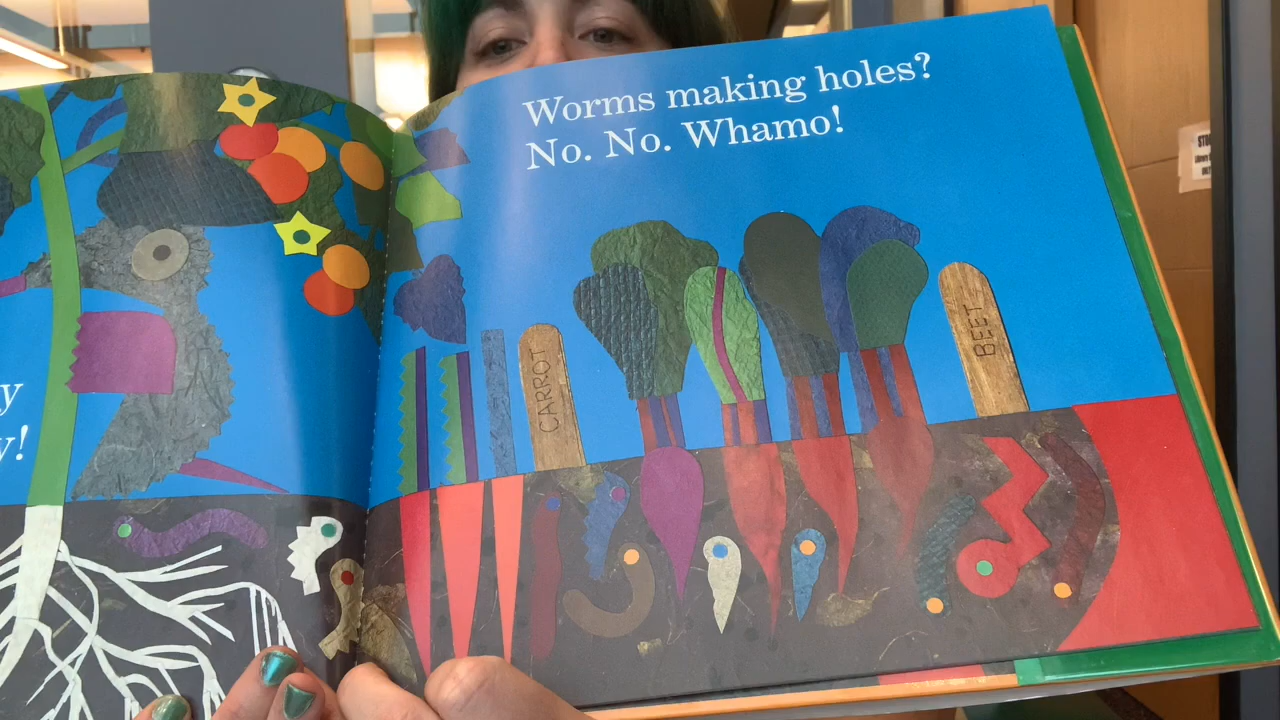 y
y!
Worms making holes?
No. No. Whamo!
CARROT
BEET